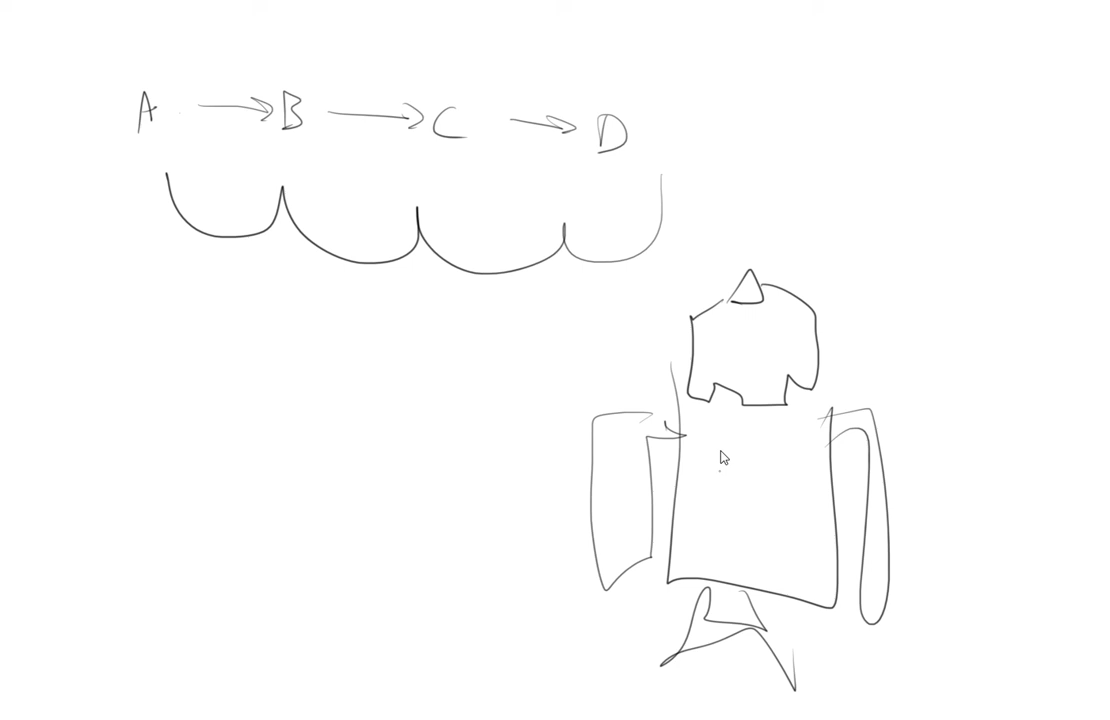 A → B → C → D